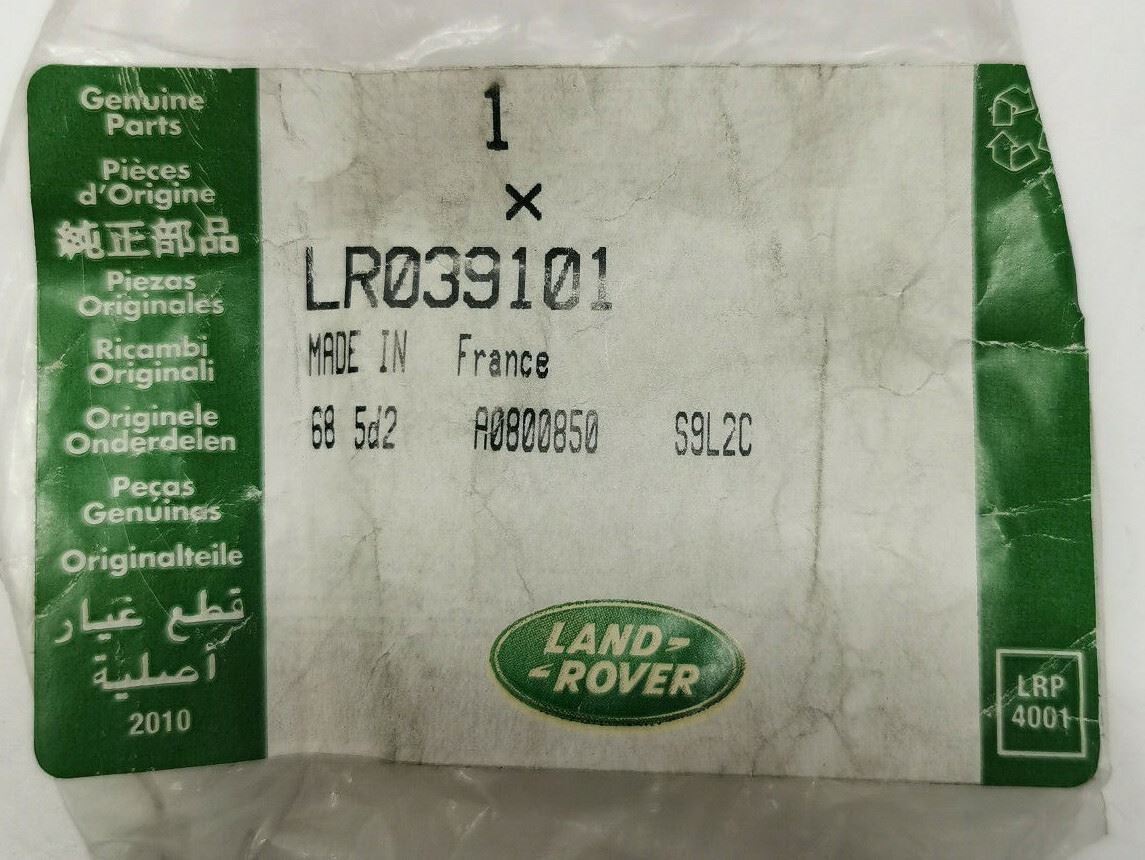 Genuine
Parts
Pièces
d'Origine
純正部品
Piezas
Originales
Ricambi
Originali
Originele
Onderdelen
Peças
Genuinas
Originalteile
قطع غيار
أصلية
2010
1
×
LR039101
MADE IN France
68 5d2 A0800850 S9L2C
LAND-
-ROVER
LRP
4001